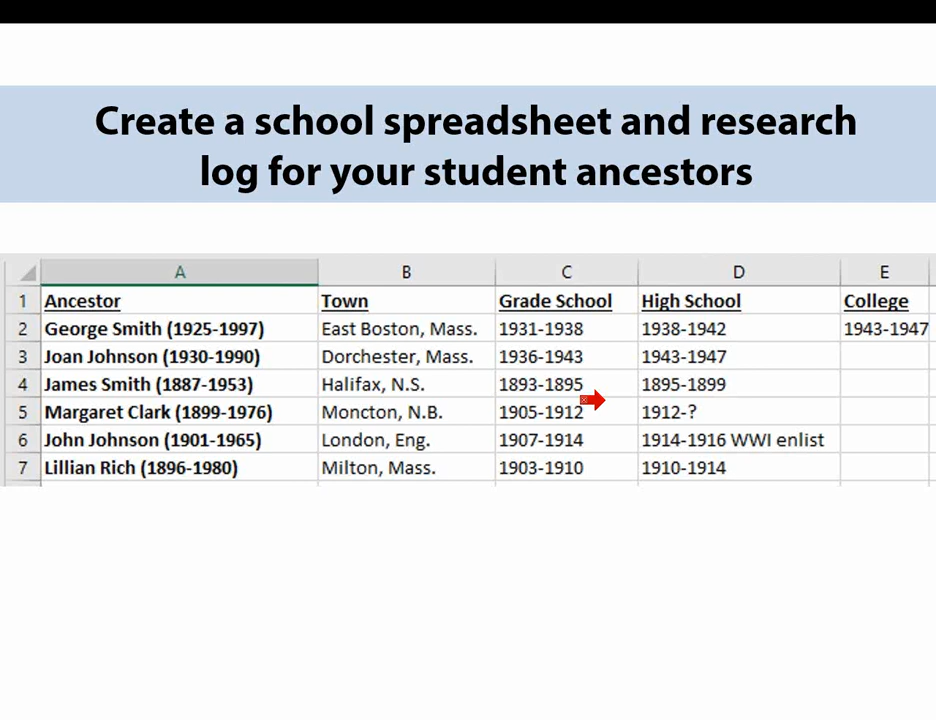 Create a school spreadsheet and research
log for your student ancestors
A B C D E
1 Ancestor Town Grade School High School College
2 George Smith (1925-1997) East Boston, Mass. 1931-1938 1938-1942 1943-1947
3 Joan Johnson (1930-1990) Dorchester, Mass. 1936-1943 1943-1947
4 James Smith (1887-1953) Halifax, N.S. 1893-1895 1895-1899
5 Margaret Clark (1899-1976) Moncton, N.B. 1905-1912 1912-?
6 John Johnson (1901-1965) London, Eng. 1907-1914 1914-1916 WWI enlist
7 Lillian Rich (1896-1980) Milton, Mass. 1903-1910 1910-1914